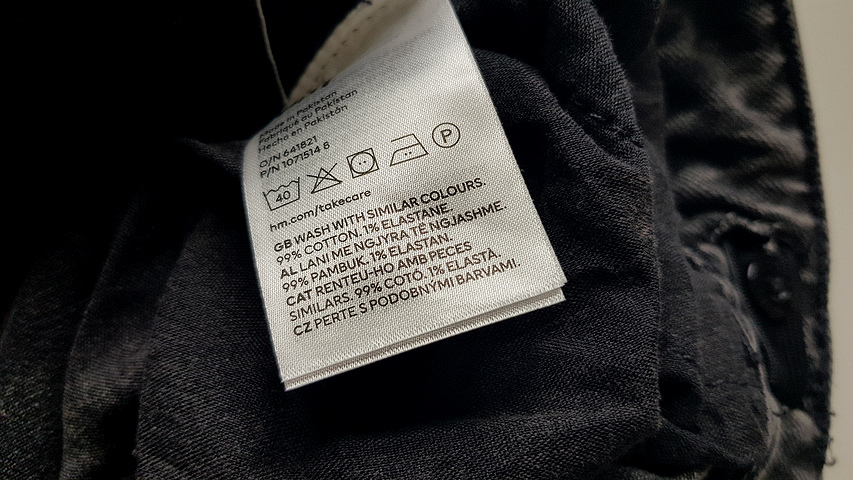 Made in Pakistan
Fabriqué au Pakistan
Hecho en Pakistán
O/N 641821
P/N 1071514 8
40 P
hm.com/takecare
GB WASH WITH SIMILAR COLOURS.
99% COTTON. 1% ELASTANE
AL LANI ME NGJYRA TË NGJASHME.
99% PAMBUK. 1% ELASTAN.
CAT RENTEU-HO AMB PECES
SIMILARS. 99% COTÓ. 1% ELASTÀ.
CZ PERTE S PODOBNÝMI BARVAMI.